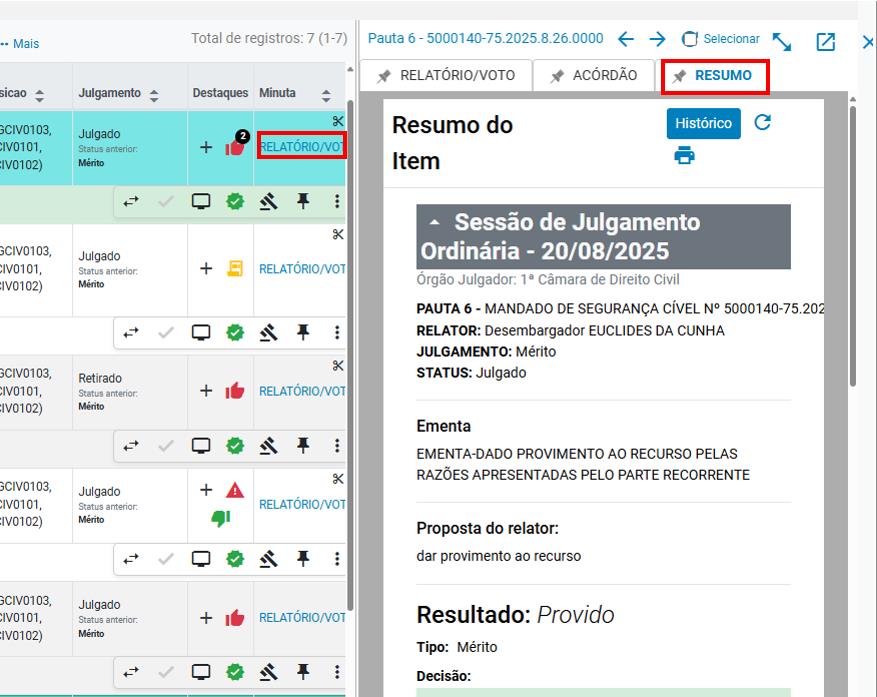 Mais
Total de registros: 7 (1-7)
sicao Julgamento Destaques Minuta
GCIV0103,
CIV0101,
CIV0102)
Julgado
Status anterior:
Mérito
2
RELATÓRIO/VOT
GCIV0103,
CIV0101,
CIV0102)
Julgado
Status anterior:
Mérito
RELATÓRIO/VOT
GCIV0103,
CIV0101,
CIV0102)
Retirado
Status anterior:
Mérito
RELATÓRIO/VOT
GCIV0103,
CIV0101,
CIV0102)
Julgado
Status anterior:
Mérito
RELATÓRIO/VOT
GCIV0103,
CIV0101,
CIV0102)
Julgado
Status anterior:
Mérito
RELATÓRIO/VOT
Pauta 6 - 5000140-75.2025.8.26.0000
Selecionar
RELATÓRIO/VOTO ACÓRDÃO RESUMO
Resumo do
Item
Histórico
Sessão de Julgamento
Ordinária - 20/08/2025
Órgão Julgador: 1ª Câmara de Direito Civil
PAUTA 6 - MANDADO DE SEGURANÇA CÍVEL Nº 5000140-75.202
RELATOR: Desembargador EUCLIDES DA CUNHA
JULGAMENTO: Mérito
STATUS: Julgado
Ementa
EMENTA-DADO PROVIMENTO AO RECURSO PELAS
RAZÕES APRESENTADAS PELO PARTE RECORRENTE
Proposta do relator:
dar provimento ao recurso
Resultado: Provido
Tipo: Mérito
Decisão: